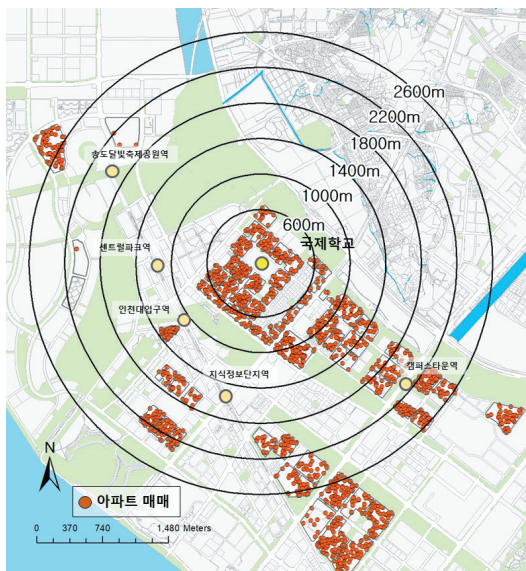 2600m
2200m
1800m
1400m
1000m
600m
국제학교
송도달빛축제공원역
센트럴파크역
인천대입구역
지식정보단지역
캠퍼스타운역
N
아파트 매매
0 370 740 1,480 Meters